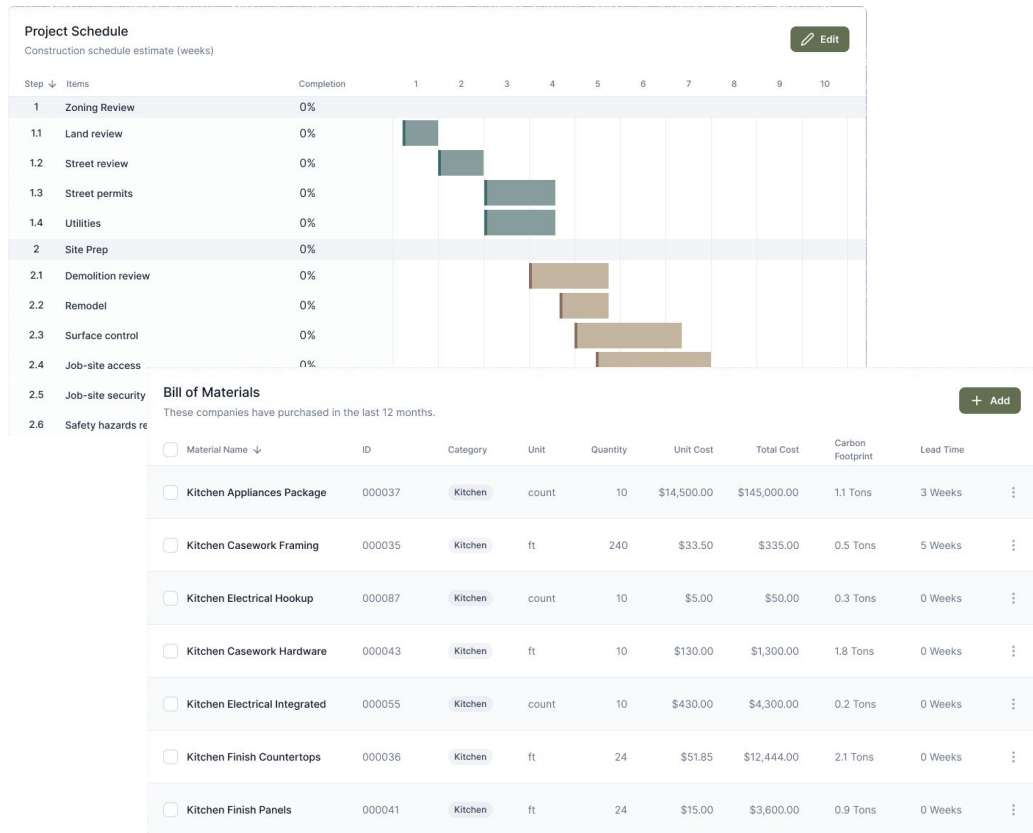 Project Schedule
Construction schedule estimate (weeks)
Edit
Step ↓ Items Completion 1 2 3 4 5 6 7 8 9 10
1 Zoning Review 0%
1.1 Land review 0%
1.2 Street review 0%
1.3 Street permits 0%
1.4 Utilities 0%
2 Site Prep 0%
2.1 Demolition review 0%
2.2 Remodel 0%
2.3 Surface control 0%
2.4 Job-site access 0%
2.5 Job-site security
2.6 Safety hazards re
Bill of Materials
These companies have purchased in the last 12 months.
+ Add
Material Name ↓ ID Category Unit Quantity Unit Cost Total Cost Carbon Footprint Lead Time
Kitchen Appliances Package 000037 Kitchen count 10 $14,500.00 $145,000.00 1.1 Tons 3 Weeks
Kitchen Casework Framing 000035 Kitchen ft 240 $33.50 $335.00 0.5 Tons 5 Weeks
Kitchen Electrical Hookup 000087 Kitchen count 10 $5.00 $50.00 0.3 Tons 0 Weeks
Kitchen Casework Hardware 000043 Kitchen ft 10 $130.00 $1,300.00 1.8 Tons 0 Weeks
Kitchen Electrical Integrated 000055 Kitchen count 10 $430.00 $4,300.00 0.2 Tons 0 Weeks
Kitchen Finish Countertops 000036 Kitchen ft 24 $51.85 $12,444.00 2.1 Tons 0 Weeks
Kitchen Finish Panels 000041 Kitchen ft 24 $15.00 $3,600.00 0.9 Tons 0 Weeks